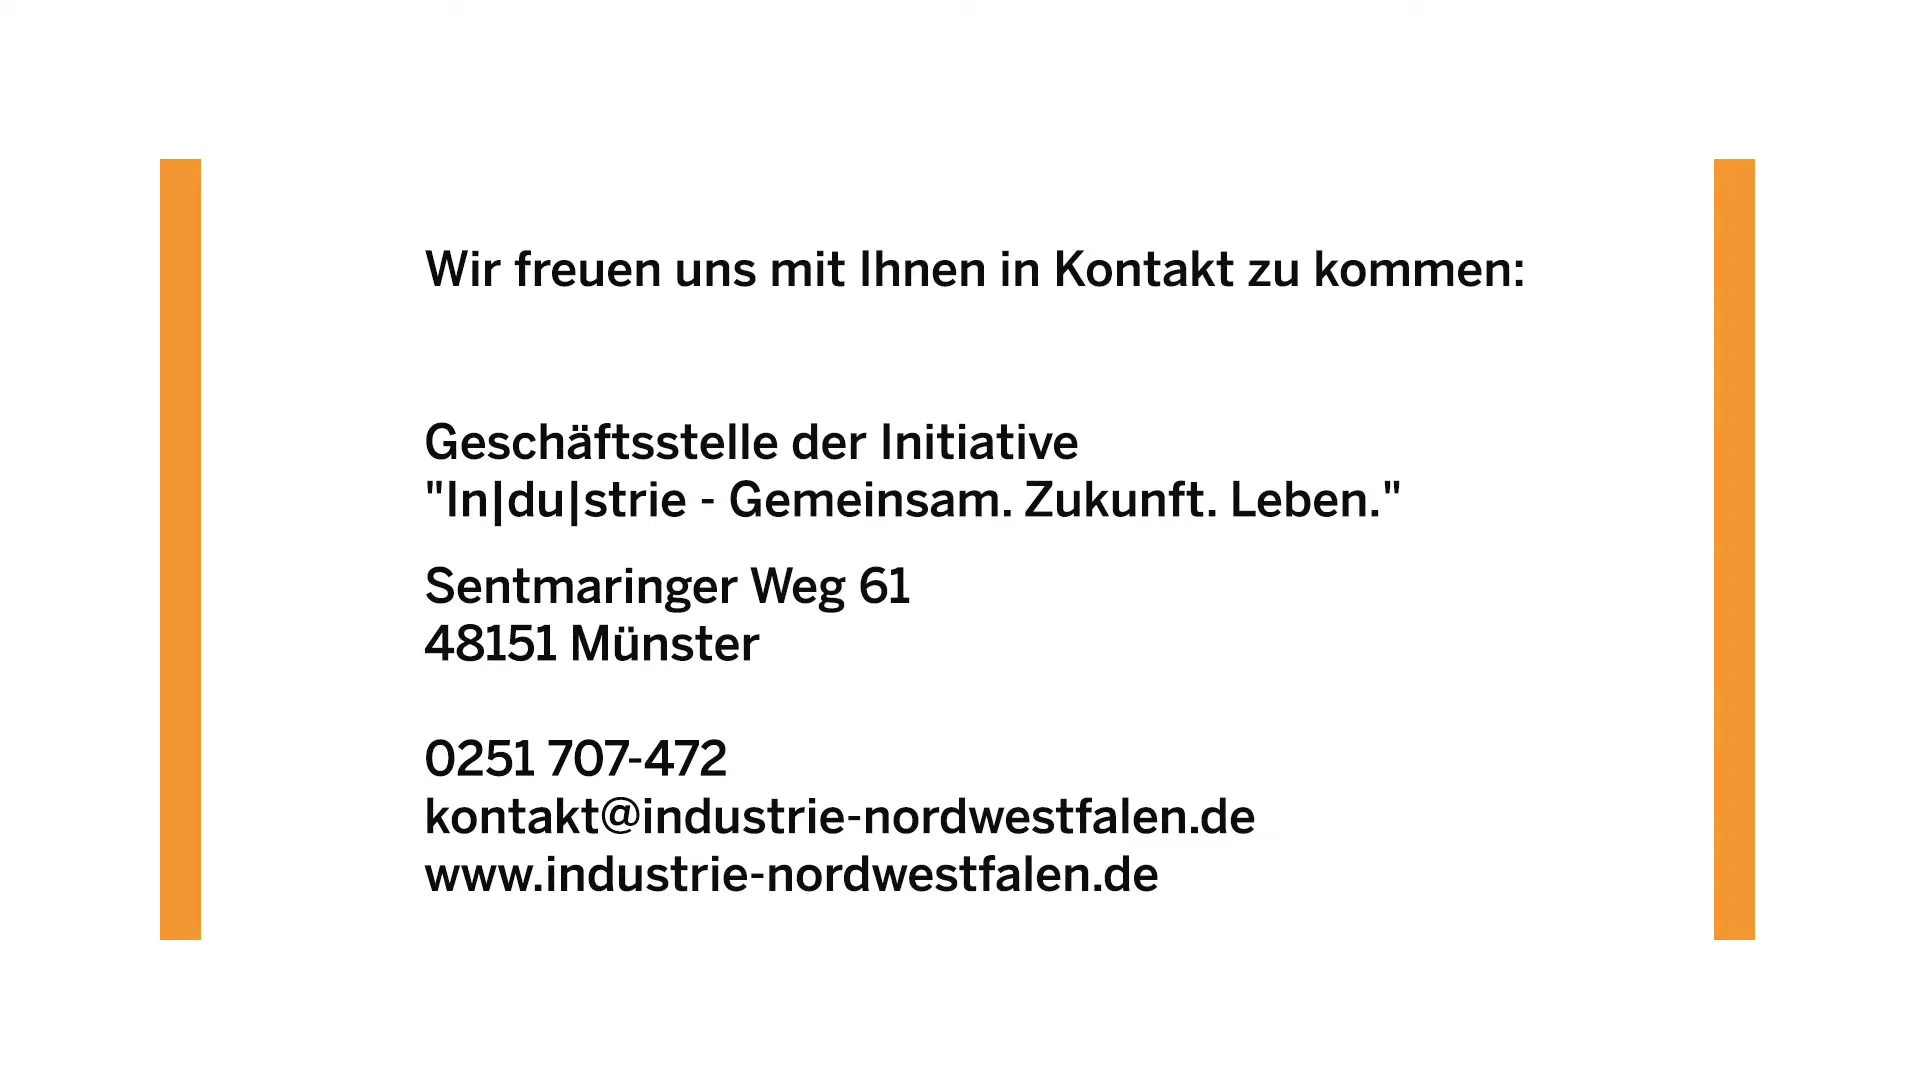 Wir freuen uns mit Ihnen in Kontakt zu kommen:
Geschäftsstelle der Initiative
"In|du|strie - Gemeinsam. Zukunft. Leben."
Sentmaringer Weg 61
48151 Münster
0251 707-472
kontakt@industrie-nordwestfalen.de
www.industrie-nordwestfalen.de